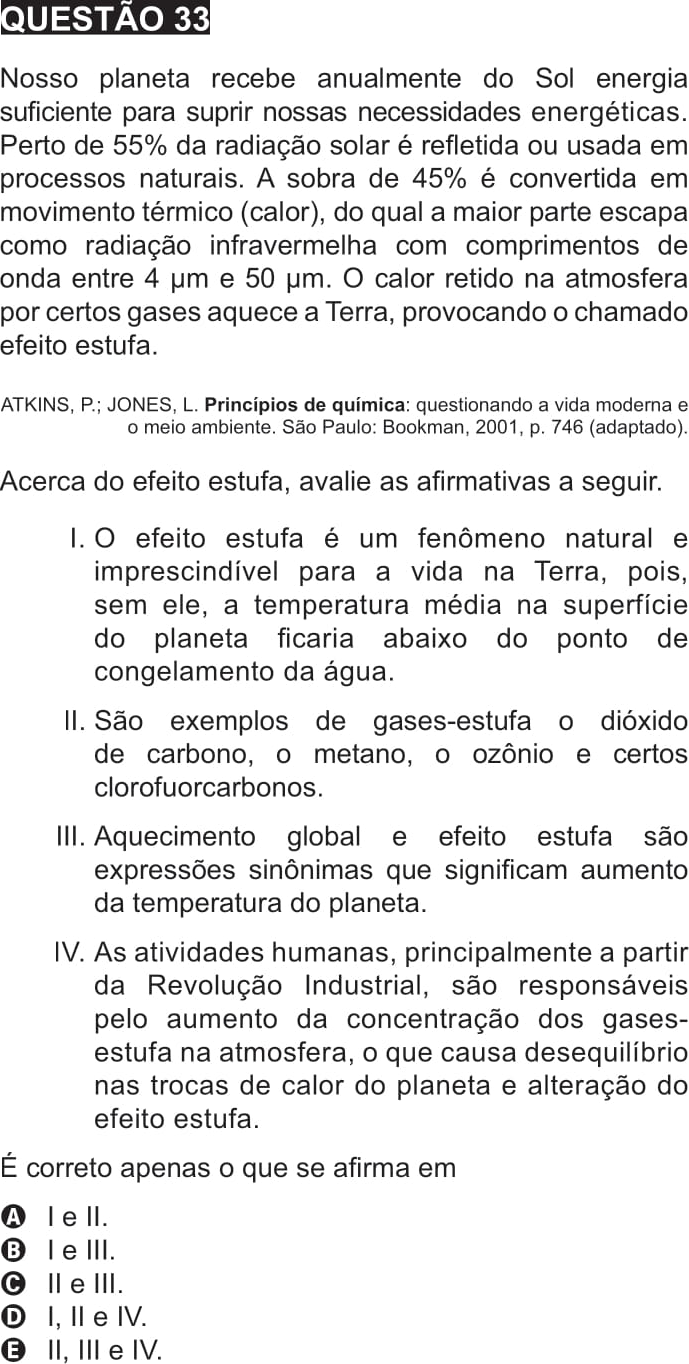 QUESTÃO 33
Nosso planeta recebe anualmente do Sol energia
suficiente para suprir nossas necessidades energéticas.
Perto de 55% da radiação solar é refletida ou usada em
processos naturais. A sobra de 45% é convertida em
movimento térmico (calor), do qual a maior parte escapa
como radiação infravermelha com comprimentos de
onda entre 4 μm e 50 μm. O calor retido na atmosfera
por certos gases aquece a Terra, provocando o chamado
efeito estufa.
ATKINS, P.; JONES, L. Princípios de química: questionando a vida moderna e
o meio ambiente. São Paulo: Bookman, 2001, p. 746 (adaptado).
Acerca do efeito estufa, avalie as afirmativas a seguir.
I. O efeito estufa é um fenômeno natural e
imprescindível para a vida na Terra, pois,
sem ele, a temperatura média na superfície
do planeta ficaria abaixo do ponto de
congelamento da água.
II. São exemplos de gases-estufa o dióxido
de carbono, o metano, o ozônio e certos
clorofuorcarbonos.
III. Aquecimento global e efeito estufa são
expressões sinônimas que significam aumento
da temperatura do planeta.
IV. As atividades humanas, principalmente a partir
da Revolução Industrial, são responsáveis
pelo aumento da concentração dos gases-
estufa na atmosfera, o que causa desequilíbrio
nas trocas de calor do planeta e alteração do
efeito estufa.
É correto apenas o que se afirma em
A I e II.
B I e III.
C II e III.
D I, II e IV.
E II, III e IV.